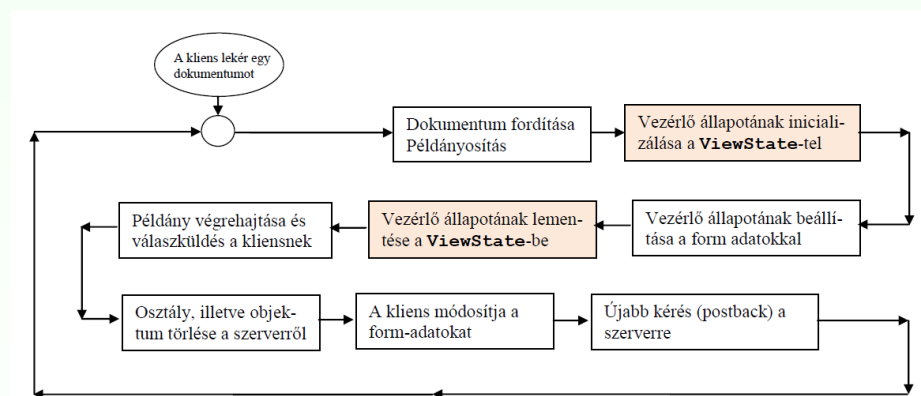 A kliens lekér egy
dokumentumot
Dokumentum fordítása
Példányosítás
Vezérlő állapotának iniciali-
zálása a ViewState-tel
Példány végrehajtása és
válaszküldés a kliensnek
Vezérlő állapotának lemen-
tése a ViewState-be
Vezérlő állapotának beállí-
tása a form adatokkal
Osztály, illetve objek-
tum törlése a szerverről
A kliens módosítja a
form-adatokat
Újabb kérés (postback) a
szerverre